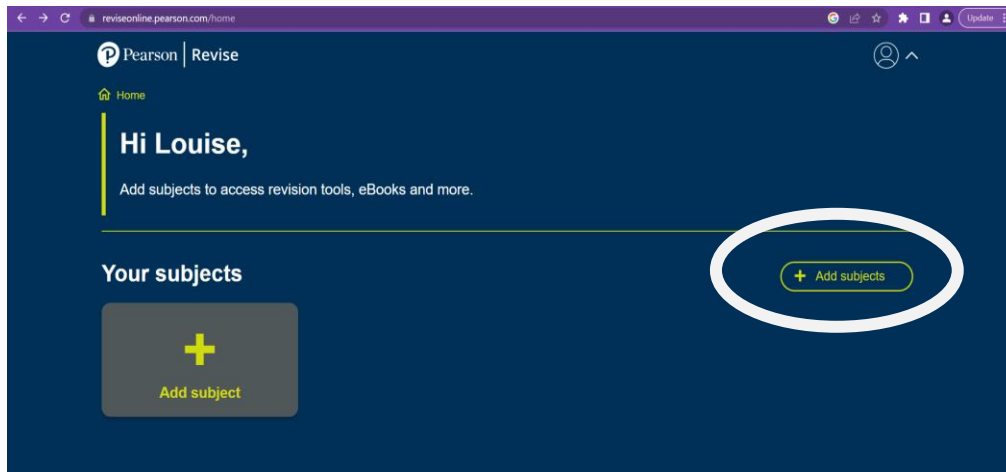 reviseonline.pearson.com/home
Update
Pearson | Revise
Home
Hi Louise,
Add subjects to access revision tools, eBooks and more.
Your subjects
+ Add subjects
+
Add subject